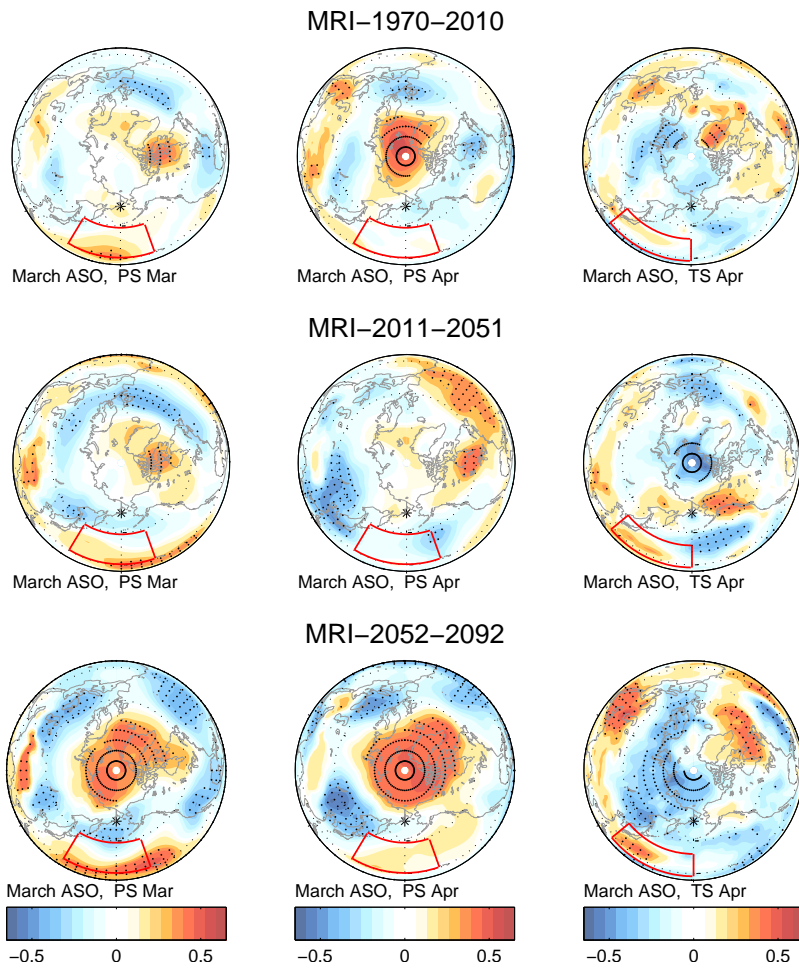 MRI−1970−2010
March ASO, PS Mar
March ASO, PS Apr
March ASO, TS Apr
MRI−2011−2051
March ASO, PS Mar
March ASO, PS Apr
March ASO, TS Apr
MRI−2052−2092
March ASO, PS Mar
March ASO, PS Apr
March ASO, TS Apr
−0.5 0 0.5
−0.5 0 0.5
−0.5 0 0.5